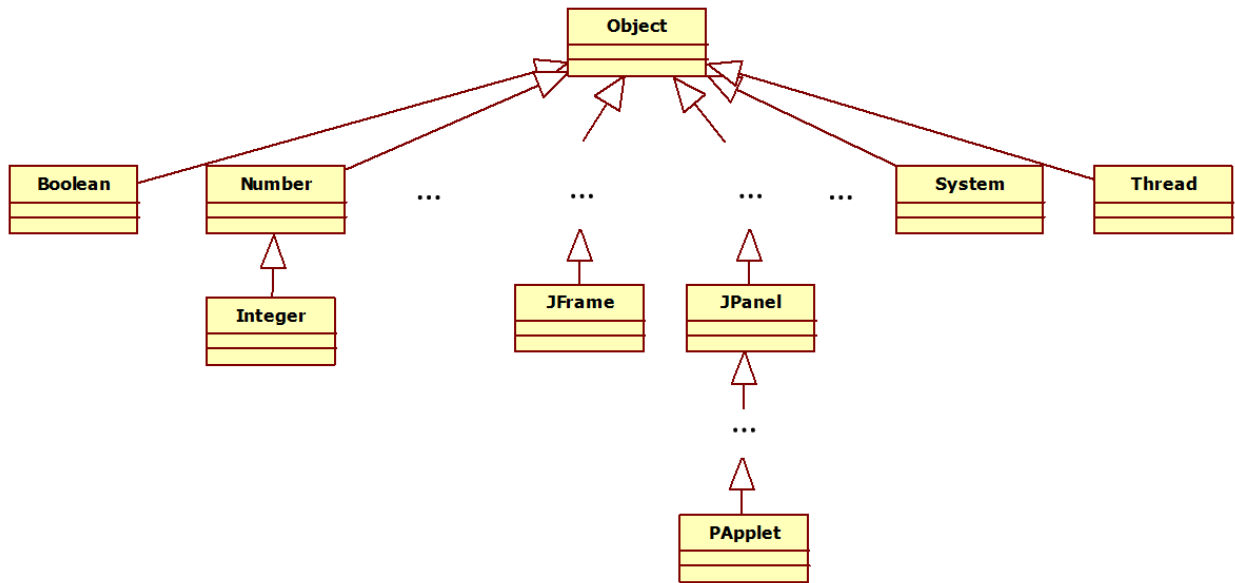 Object
Boolean
Number
...
...
...
...
System
Thread
Integer
JFrame
JPanel
...
PApplet